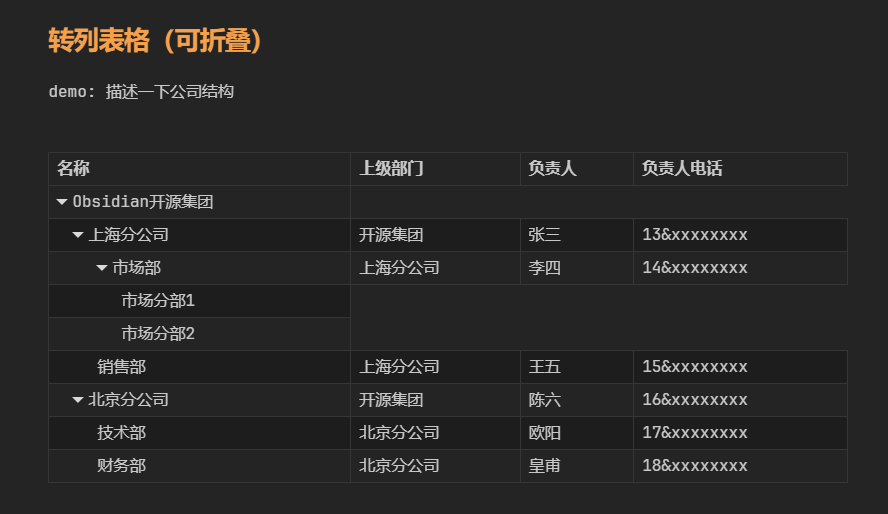 转列表格（可折叠）
demo: 描述一下公司结构
名称 上级部门 负责人 负责人电话
Obsidian开源集团
上海分公司 开源集团 张三 13&xxxxxxxx
市场部 上海分公司 李四 14&xxxxxxxx
市场分部1
市场分部2
销售部 上海分公司 王五 15&xxxxxxxx
北京分公司 开源集团 陈六 16&xxxxxxxx
技术部 北京分公司 欧阳 17&xxxxxxxx
财务部 北京分公司 皇甫 18&xxxxxxxx